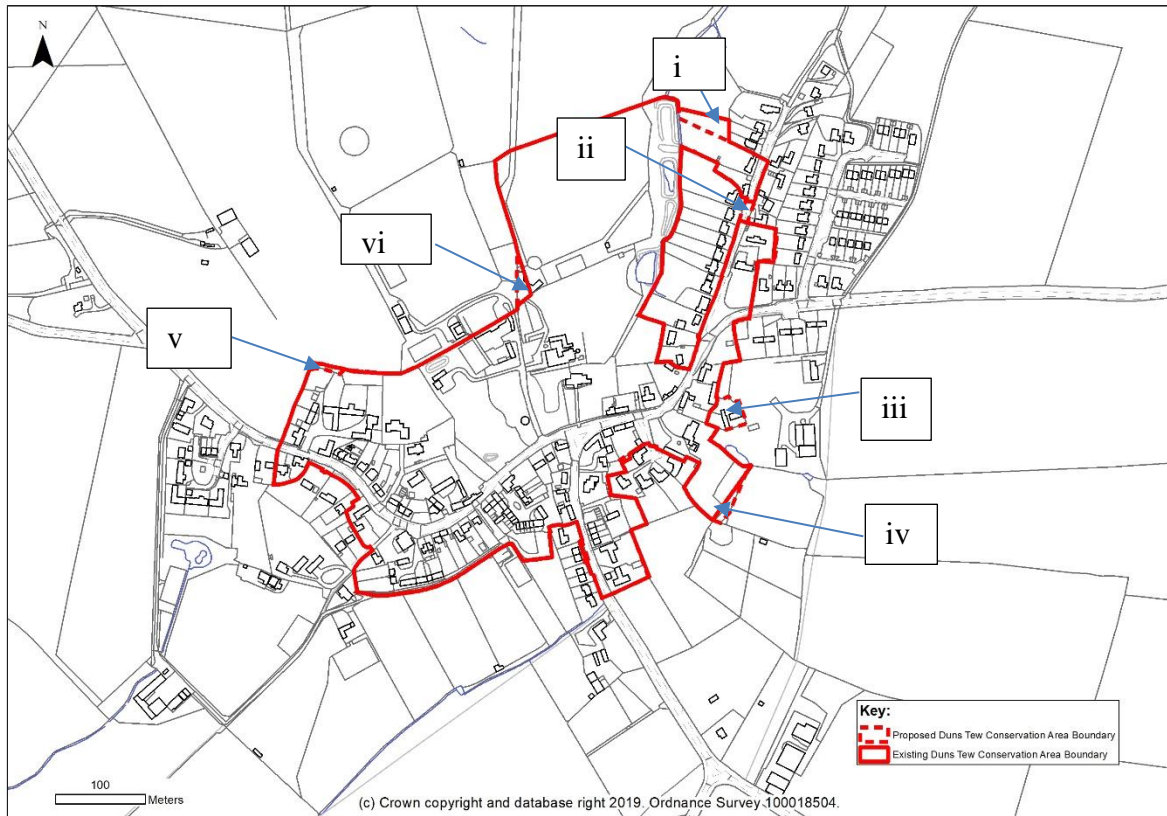 N
i
ii
vi
v
iii
iv
Key:
Proposed Duns Tew Conservation Area Boundary
Existing Duns Tew Conservation Area Boundary
100
Meters
(c) Crown copyright and database right 2019. Ordnance Survey 100018504.